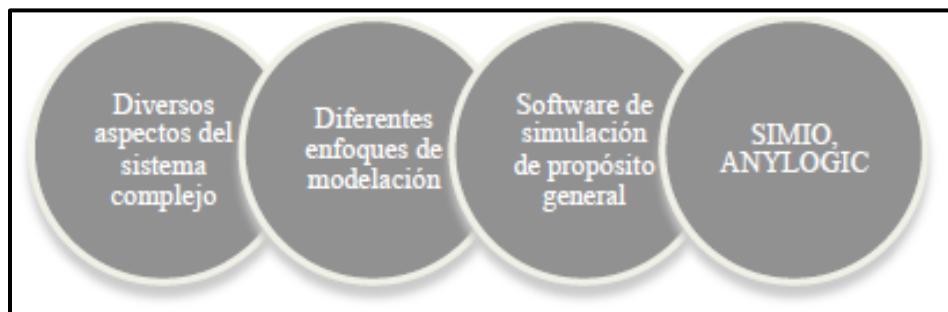 Diversos
aspectos del
sistema
complejo
Diferentes
enfoques de
modelación
Software de
simulación
de propósito
general
SIMIO,
ANYLOGIC